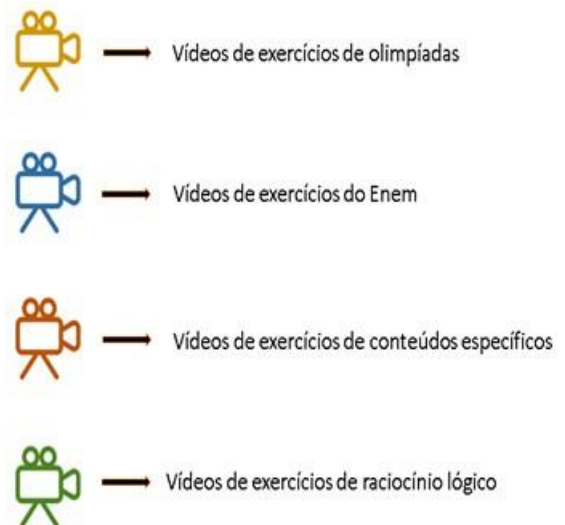 Vídeos de exercícios de olimpíadas
Vídeos de exercícios do Enem
Vídeos de exercícios de conteúdos específicos
Vídeos de exercícios de raciocínio lógico